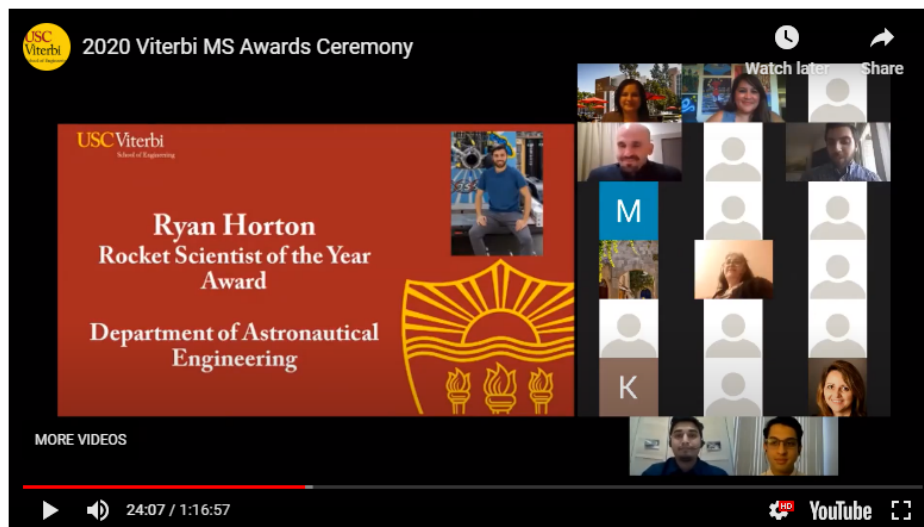 USC
Viterbi
School of Engineering
2020 Viterbi MS Awards Ceremony
Watch later
Share
USC Viterbi
School of Engineering
Ryan Horton
Rocket Scientist of the Year
Award
Department of Astronautical
Engineering
M
K
MORE VIDEOS
24:07 / 1:16:57
HD
YouTube